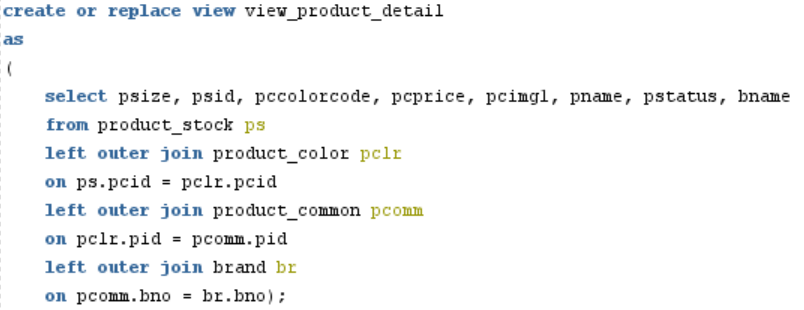 create or replace view view_product_detail
as
(
select psize, psid, pccolorcode, pcprice, pcimg1, pname, pstatus, bname
from product_stock ps
left outer join product_color pclr
on ps.pcid = pclr.pcid
left outer join product_common pcomm
on pclr.pid = pcomm.pid
left outer join brand br
on pcomm.bno = br.bno);